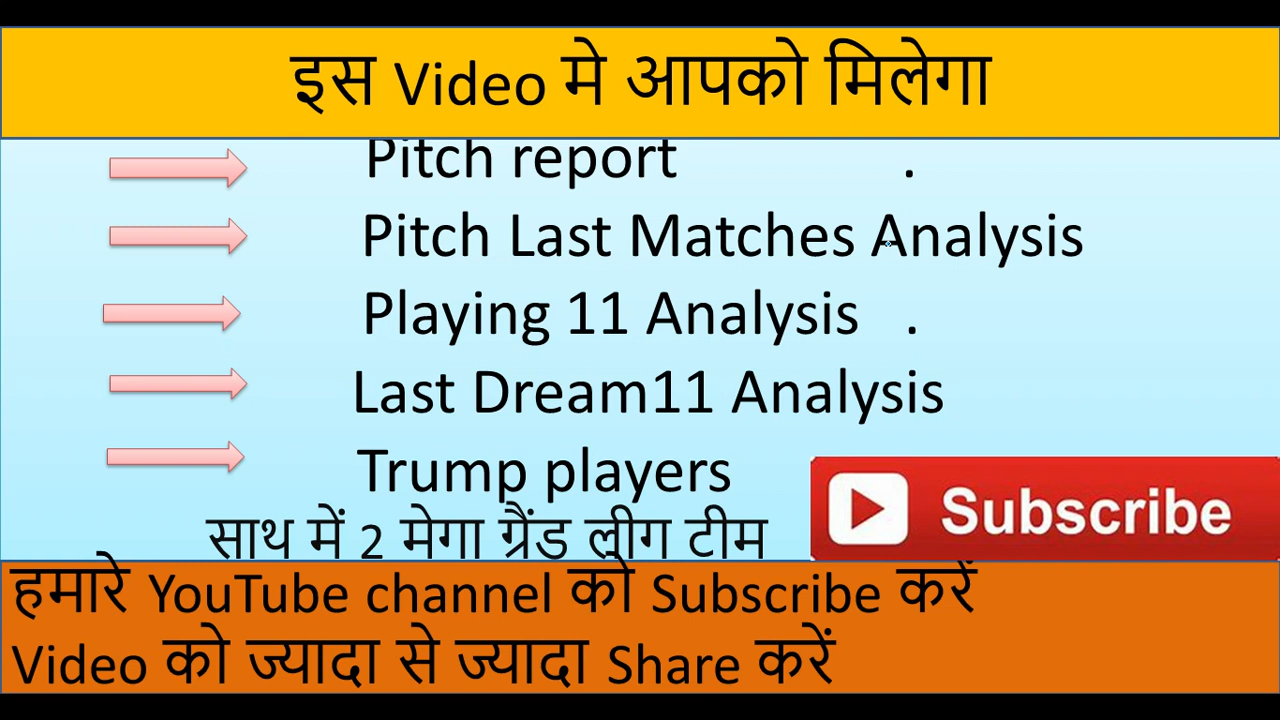 इस Video मे आपको मिलेगा
Pitch report .
Pitch Last Matches Analysis
Playing 11 Analysis .
Last Dream11 Analysis
Trump players
Subscribe
साथ में 2 मेगा ग्रैंड लीग टीम
हमारे YouTube channel को Subscribe करें
Video को ज्यादा से ज्यादा Share करें